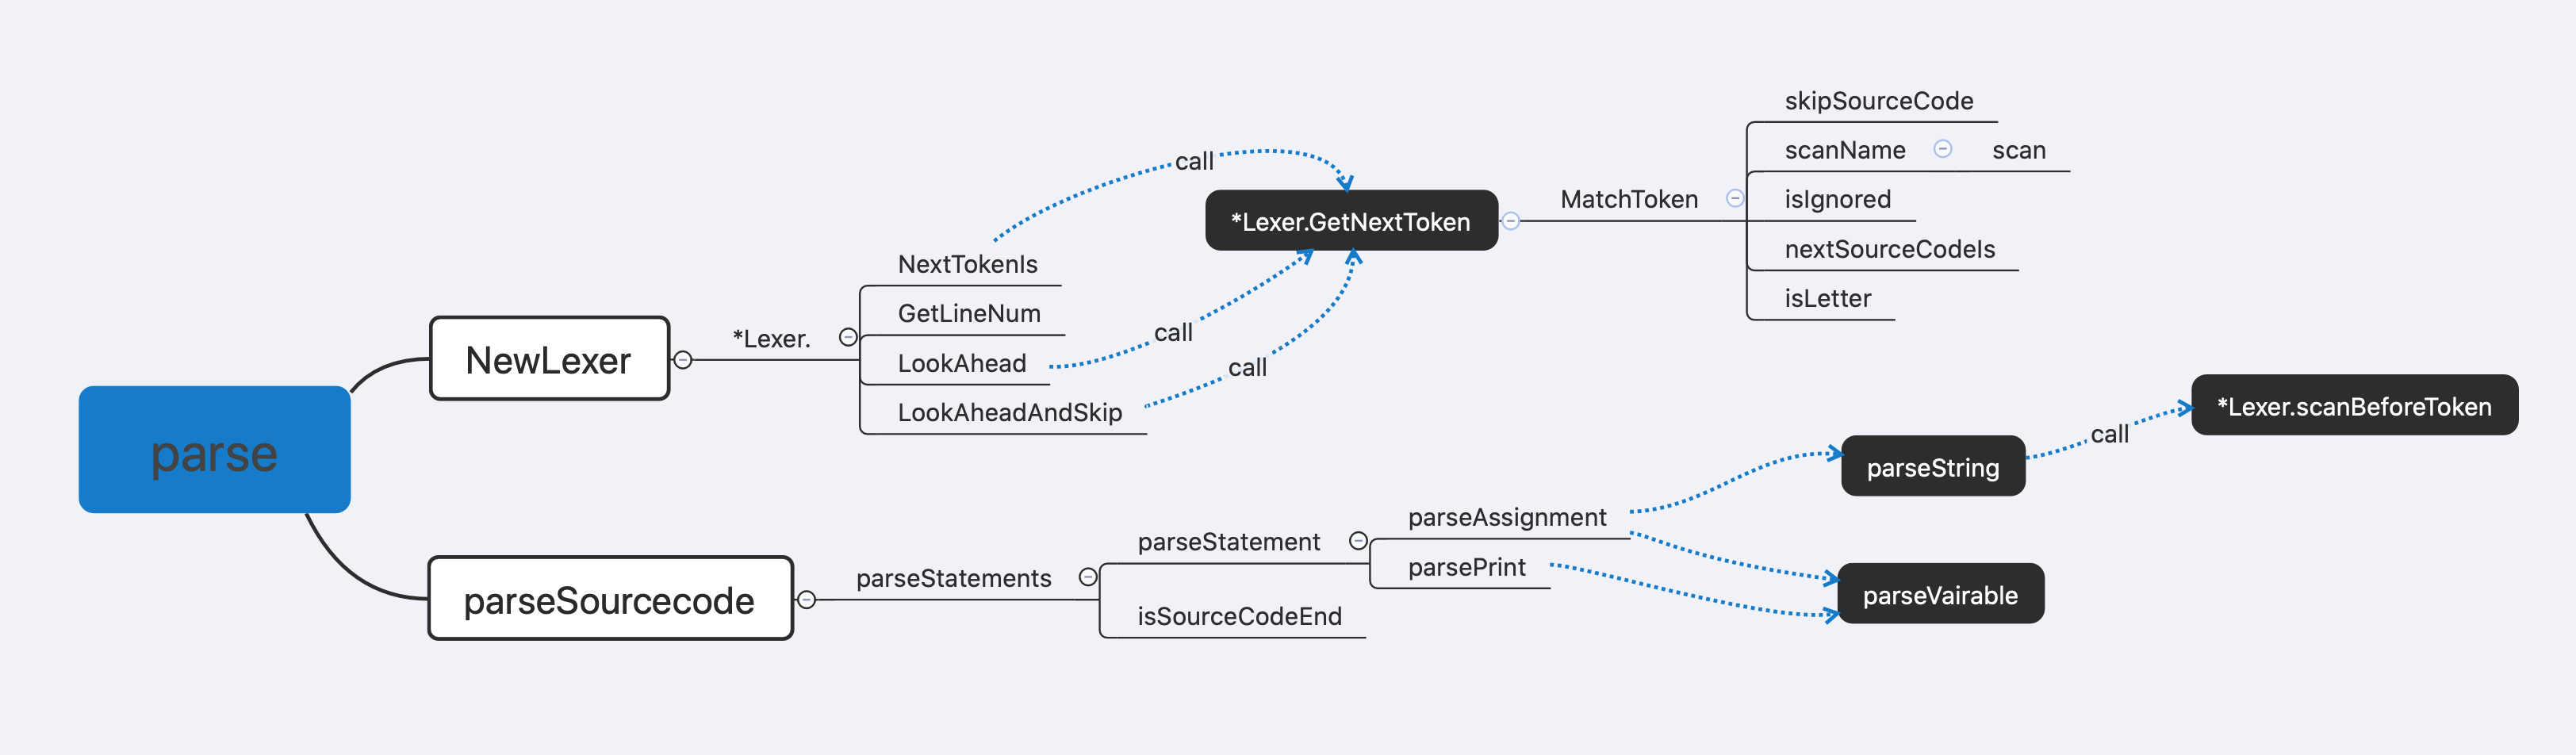 parse
NewLexer
*Lexer.
NextTokenIs
GetLineNum
LookAhead
LookAheadAndSkip
call
call
call
*Lexer.GetNextToken
MatchToken
skipSourceCode
scanName
scan
isIgnored
nextSourceCodeIs
isLetter
parseSourcecode
parseStatements
parseStatement
isSourceCodeEnd
parseAssignment
parsePrint
parseString
call
*Lexer.scanBeforeToken
parseVairable